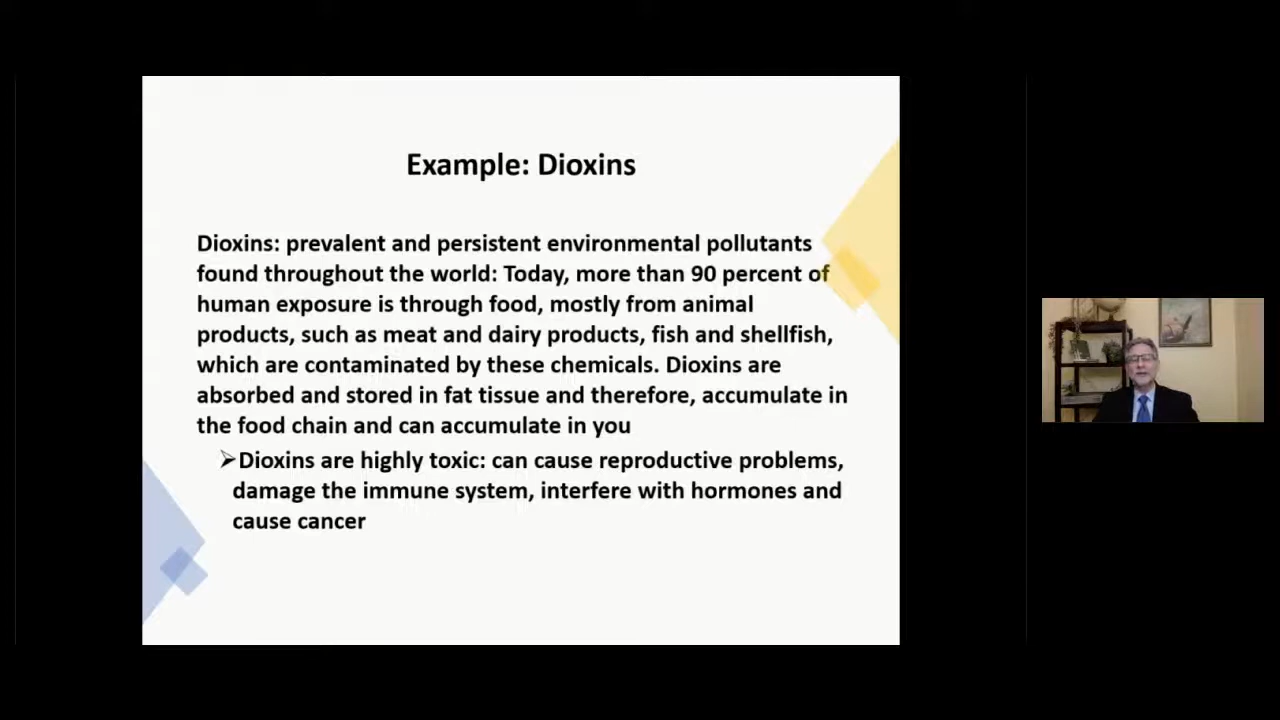 Example: Dioxins
Dioxins: prevalent and persistent environmental pollutants
found throughout the world: Today, more than 90 percent of
human exposure is through food, mostly from animal
products, such as meat and dairy products, fish and shellfish,
which are contaminated by these chemicals. Dioxins are
absorbed and stored in fat tissue and therefore, accumulate in
the food chain and can accumulate in you
➢Dioxins are highly toxic: can cause reproductive problems,
damage the immune system, interfere with hormones and
cause cancer